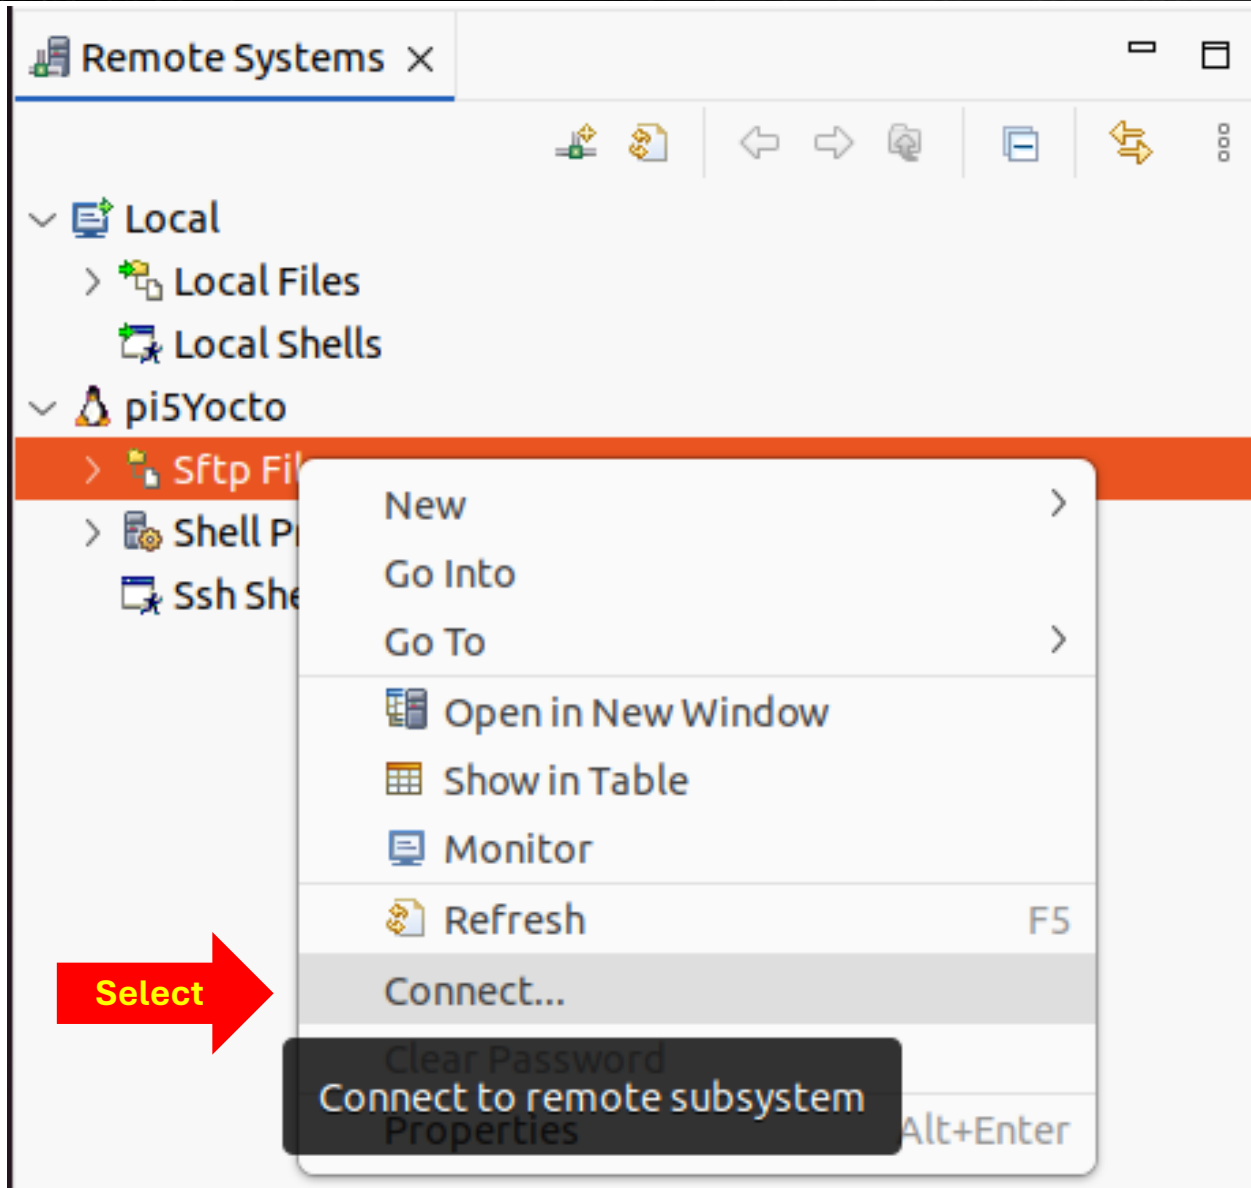 Remote Systems
Local
Local Files
Local Shells
pi5Yocto
Sftp Fil
Shell Pr
Ssh She
New
Go Into
Go To
Open in New Window
Show in Table
Monitor
Refresh F5
Select
Connect...
Clear Password
Connect to remote subsystem
Properties Alt+Enter